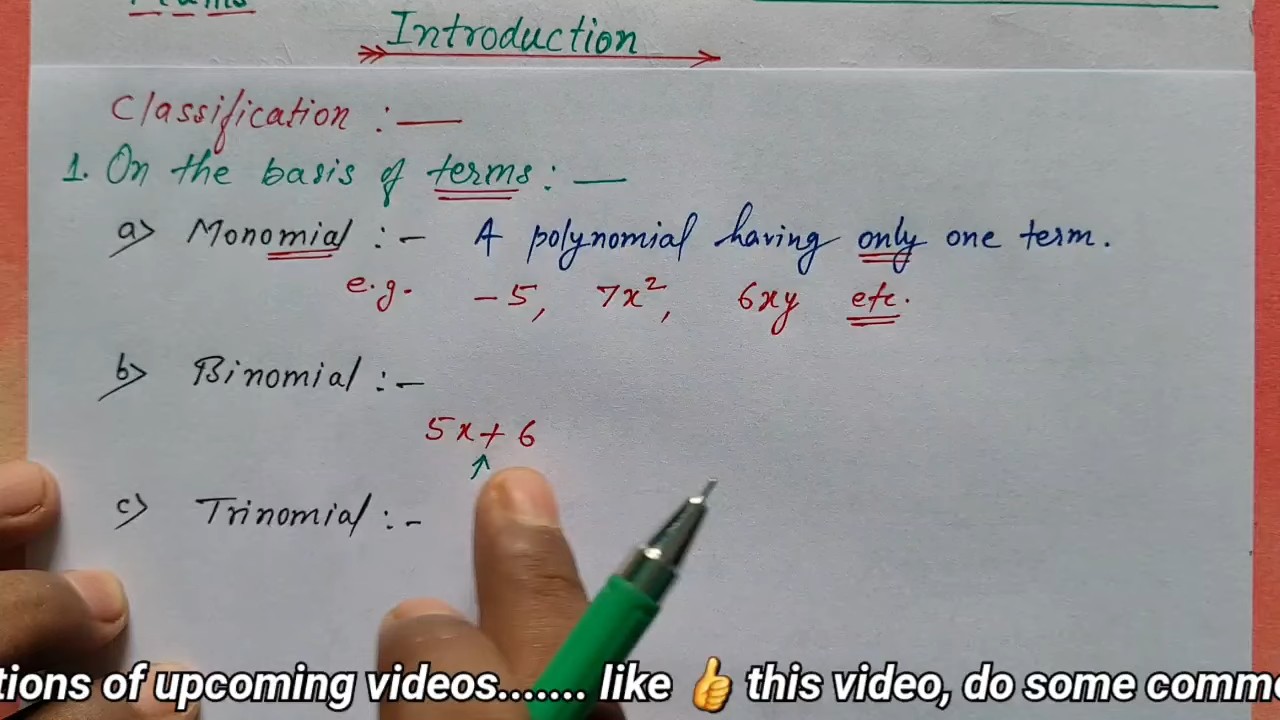 Introduction
Classification :—
1. On the basis of terms : —
a> Monomial :- A polynomial having only one term.
e.g. -5, 7x², 6xy etc.
b> Binomial :-
5x + 6
↑
c> Trinomial :-
tions of upcoming videos....... like 👍 this video, do some comme